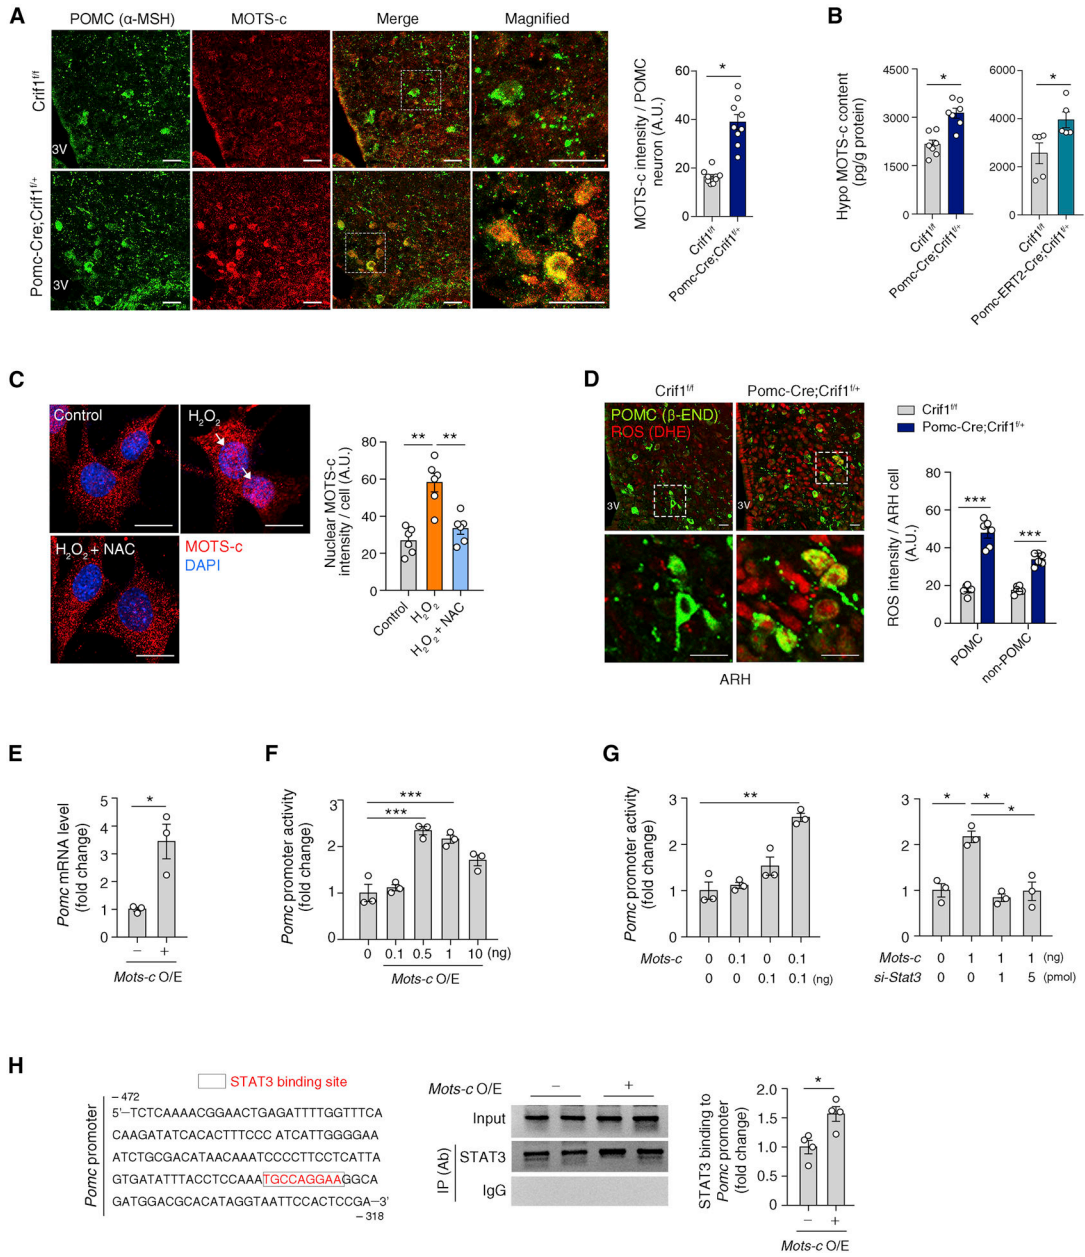 A
POMC (α-MSH)
MOTS-c
Merge
Magnified
Crif1f/f
3V
Pomc-Cre;Crif1f/+
3V
MOTS-c intensity / POMC
neuron (A.U.)
60
40
20
0
*
Crif1f/f
Pomc-Cre;Crif1f/+
B
Hypo MOTS-c content
(pg/g protein)
4500
3000
1500
0
*
Crif1f/f
Pomc-Cre;Crif1f/+
6000
4000
2000
0
*
Crif1f/f
Pomc-ERT2-Cre;Crif1f/+
C
Control
H2O2
H2O2 + NAC
MOTS-c
DAPI
Nuclear MOTS-c
intensity / cell (A.U.)
80
60
40
20
0
** **
Control
H2O2
H2O2 + NAC
D
Crif1f/f
Pomc-Cre;Crif1f/+
POMC (β-END)
ROS (DHE)
3V
3V
ARH
Crif1f/f
Pomc-Cre;Crif1f/+
ROS intensity / ARH cell
(A.U.)
80
60
40
20
0
***
***
POMC
non-POMC
E
Pomc mRNA level
(fold change)
5
4
3
2
1
0
*
− +
Mots-c O/E
F
Pomc promoter activity
(fold change)
3
2
1
0
***
***
0 0.1 0.5 1 10 (ng)
Mots-c O/E
G
Pomc promoter activity
(fold change)
3
2
1
0
**
Mots-c 0 0.1 0 0.1
0 0 0.1 0.1 (ng)
3
2
1
0
* * *
Mots-c 0 1 1 1 (ng)
si-Stat3 0 0 1 5 (pmol)
H
STAT3 binding site
Pomc promoter
– 472
5'–TCTCAAAACGGAACTGAGATTTTGGTTTCA
CAAGATATCACACTTTCCC ATCATTGGGGAA
ATCTGCGACATAACAAATCCCCTTCCTCATTA
GTGATATTTACCTCCAAATGCCAGGAAGGCA
GATGGACGCACATAGGTAATTCCACTCCGA–3'
– 318
Mots-c O/E − +
Input
IP (Ab)
STAT3
IgG
STAT3 binding to
Pomc promoter
(fold change)
2.0
1.5
1.0
0.5
0
*
− +
Mots-c O/E